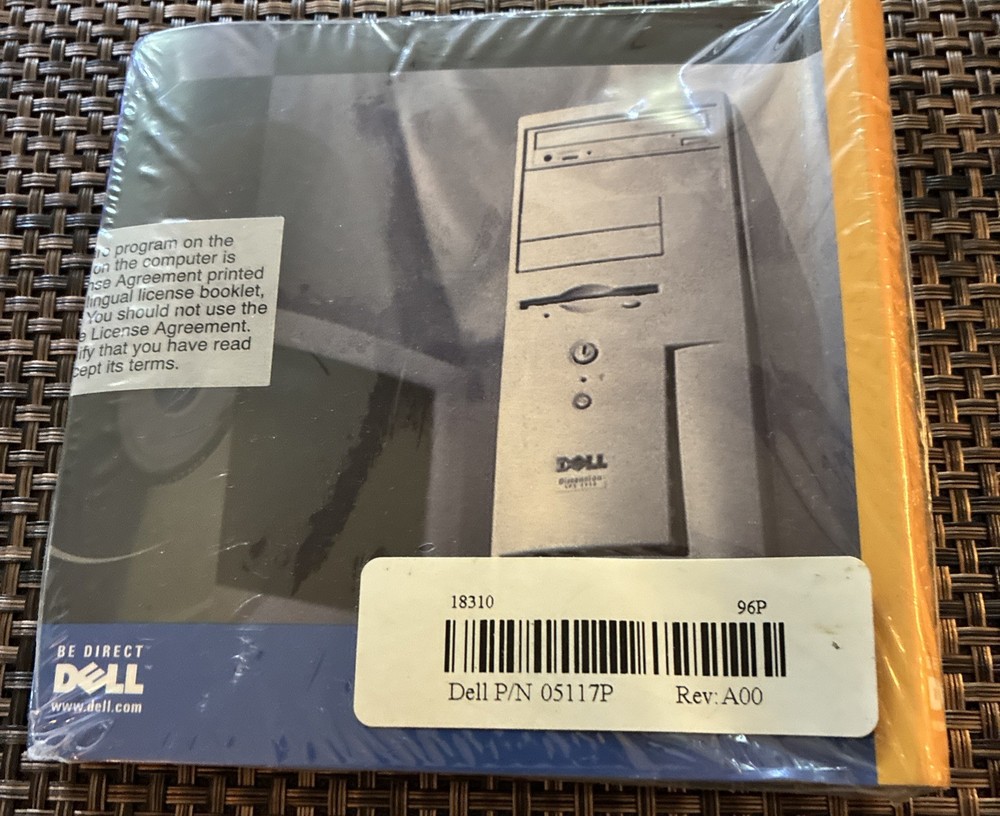 program on the
on the computer is
nse Agreement printed
lingual license booklet,
You should not use the
License Agreement.
ify that you have read
cept its terms.
DELL
Dimension
BE DIRECT
DELL
www.dell.com
18310 96P
Dell P/N 05117P Rev: A00